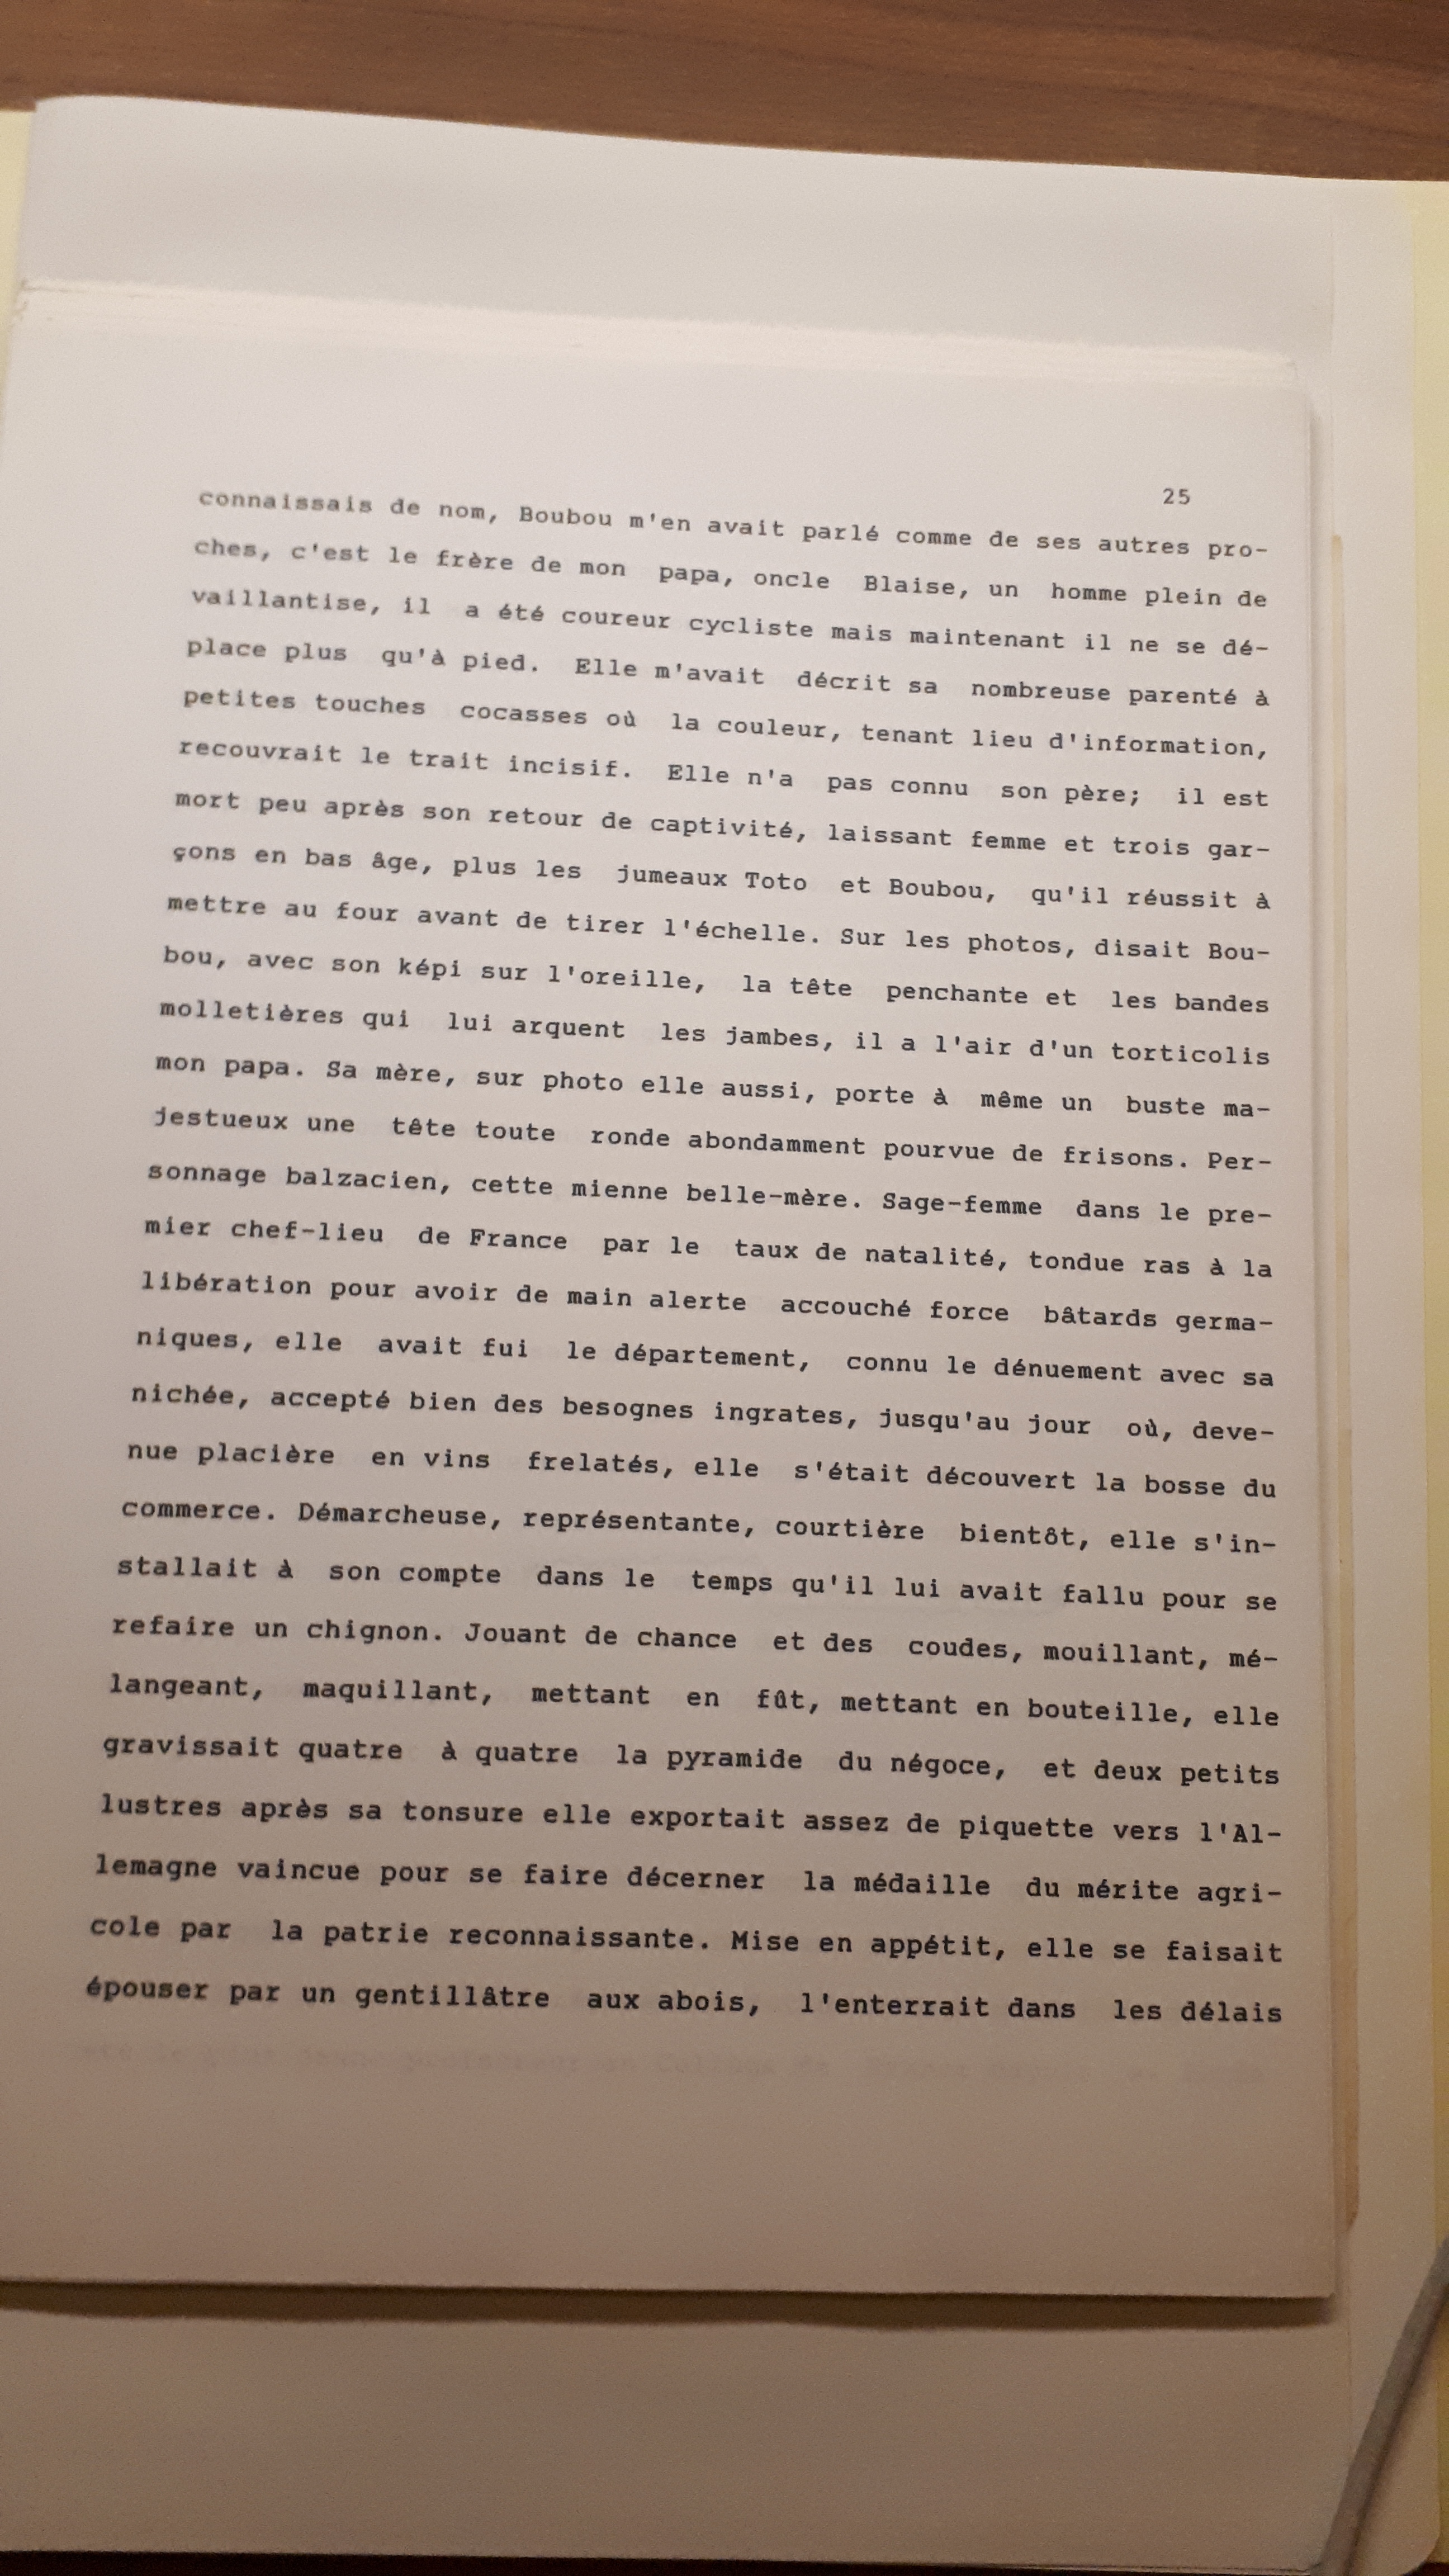 25
connaissais de nom, Boubou m'en avait parlé comme de ses autres pro-
ches, c'est le frère de mon papa, oncle Blaise, un homme plein de
vaillantise, il a été coureur cycliste mais maintenant il ne se dé-
place plus qu'à pied. Elle m'avait décrit sa nombreuse parenté à
petites touches cocasses où la couleur, tenant lieu d'information,
recouvrait le trait incisif. Elle n'a pas connu son père; il est
mort peu après son retour de captivité, laissant femme et trois gar-
çons en bas âge, plus les jumeaux Toto et Boubou, qu'il réussit à
mettre au four avant de tirer l'échelle. Sur les photos, disait Bou-
bou, avec son képi sur l'oreille, la tête penchante et les bandes
molletières qui lui arquent les jambes, il a l'air d'un torticolis
mon papa. Sa mère, sur photo elle aussi, porte à même un buste ma-
jestueux une tête toute ronde abondamment pourvue de frisons. Per-
sonnage balzacien, cette mienne belle-mère. Sage-femme dans le pre-
mier chef-lieu de France par le taux de natalité, tondue ras à la
libération pour avoir de main alerte accouché force bâtards germa-
niques, elle avait fui le département, connu le dénuement avec sa
nichée, accepté bien des besognes ingrates, jusqu'au jour où, deve-
nue placière en vins frelatés, elle s'était découvert la bosse du
commerce. Démarcheuse, représentante, courtière bientôt, elle s'in-
stallait à son compte dans le temps qu'il lui avait fallu pour se
refaire un chignon. Jouant de chance et des coudes, mouillant, mé-
langeant, maquillant, mettant en fût, mettant en bouteille, elle
gravissait quatre à quatre la pyramide du négoce, et deux petits
lustres après sa tonsure elle exportait assez de piquette vers l'Al-
lemagne vaincue pour se faire décerner la médaille du mérite agri-
cole par la patrie reconnaissante. Mise en appétit, elle se faisait
épouser par un gentillâtre aux abois, l'enterrait dans les délais